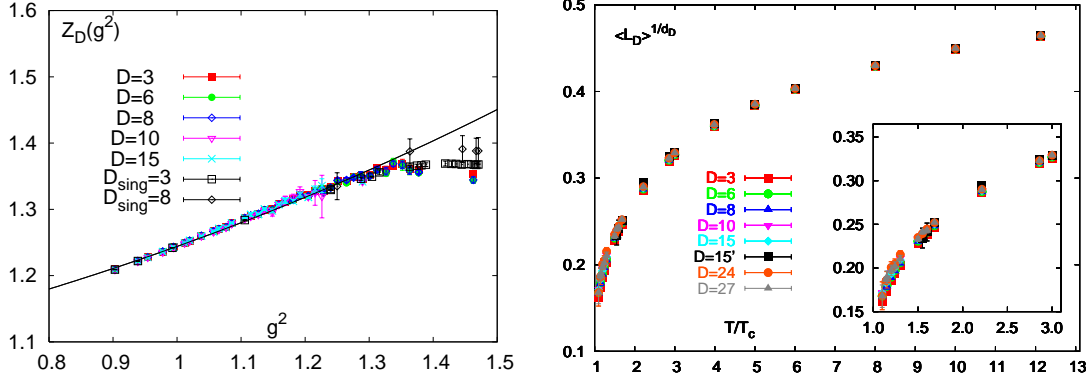 1.6
1.5
1.4
1.3
1.2
1.1
0.8
0.9
1
1.1
1.2
1.3
1.4
1.5
Z_D(g²)
g²
D=3
D=6
D=8
D=10
D=15
D_sing=3
D_sing=8
0.5
0.4
0.3
0.2
0.1
1 2 3 4 5 6 7 8 9 10 11 12 13
<L_D>^1/d_D
T/T_c
D=3
D=6
D=8
D=10
D=15
D=15'
D=24
D=27
0.35
0.30
0.25
0.20
0.15
1.0 1.5 2.0 2.5 3.0